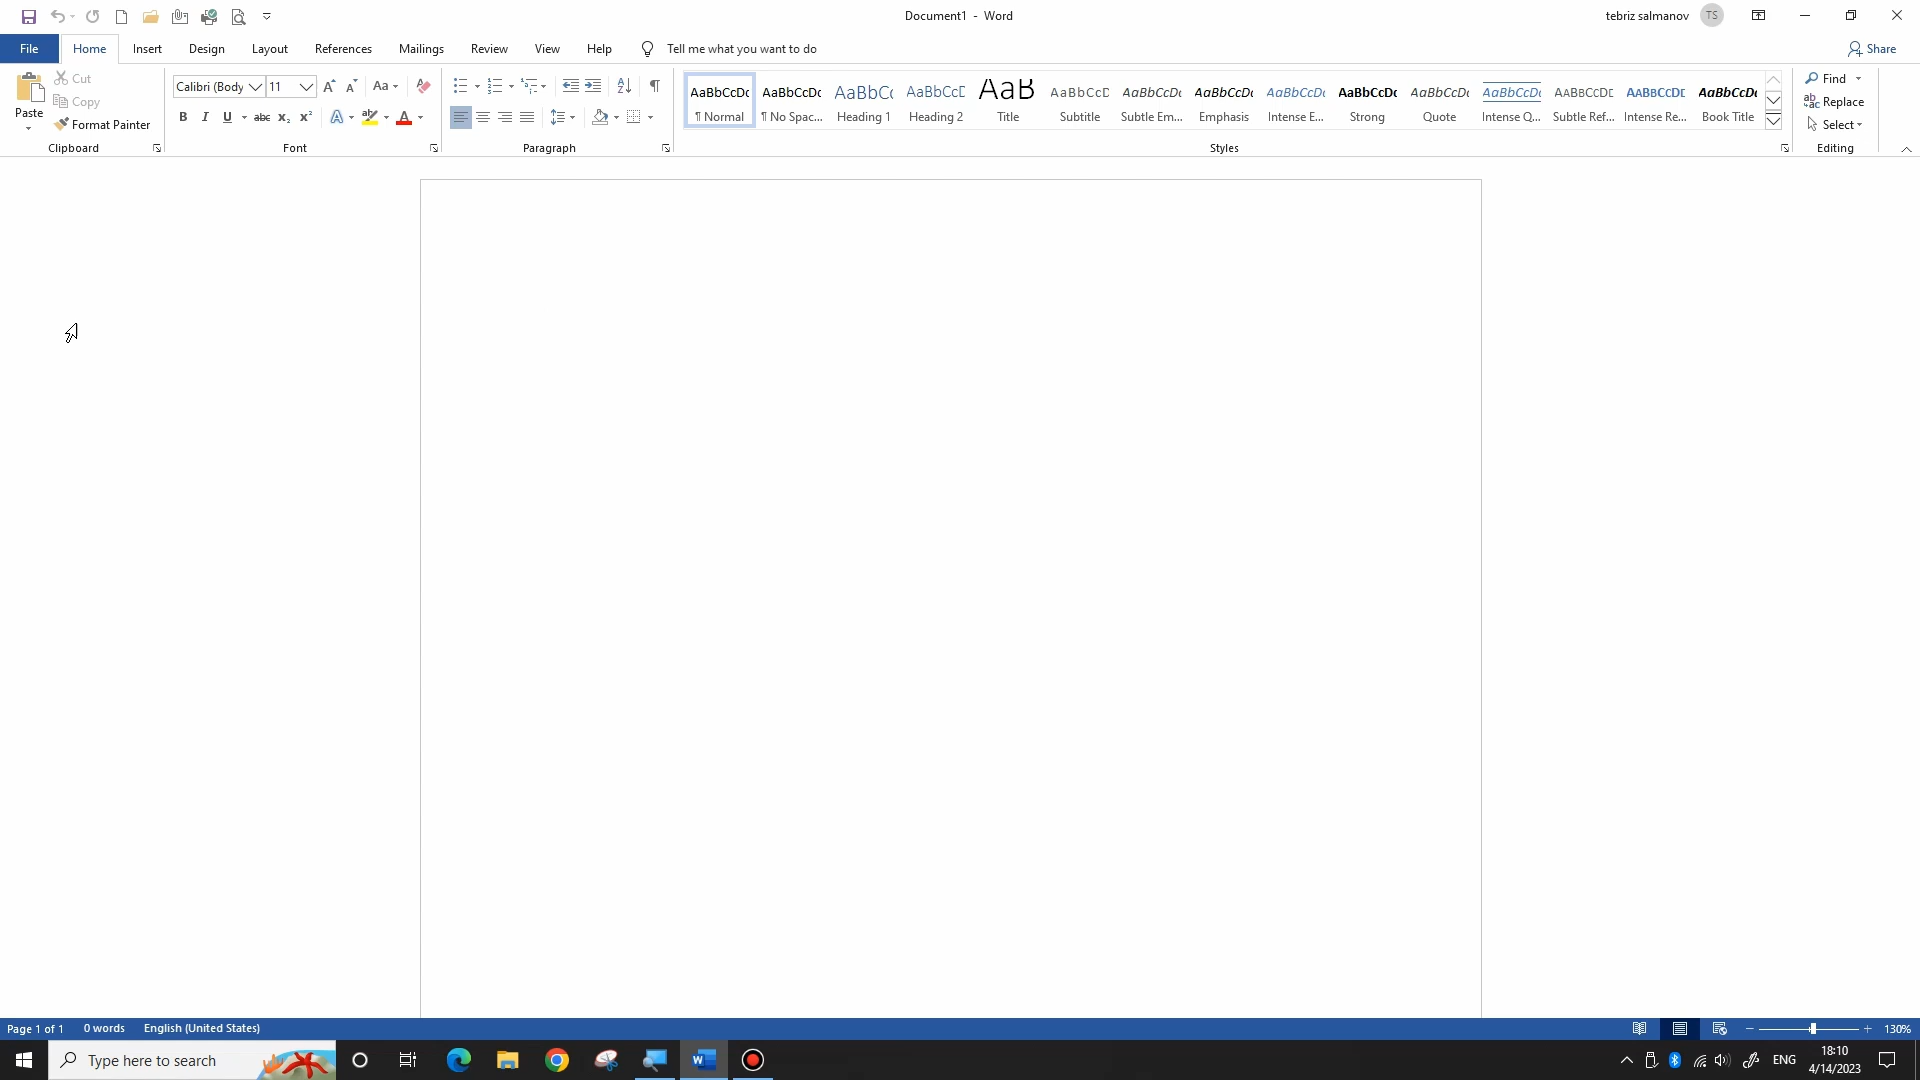 Document1 - Word
tebriz salmanov
TS
File
Home
Insert
Design
Layout
References
Mailings
Review
View
Help
Tell me what you want to do
Share
Paste
Cut
Copy
Format Painter
Clipboard
Calibri (Body
11
Aa
B I U abc x₂ x² A ab A
Font
Paragraph
AaBbCcDc
¶ Normal
AaBbCcDc
¶ No Spac...
AaBbC
Heading 1
AaBbCcD
Heading 2
AaB
Title
AaBbCcD
Subtitle
AaBbCcDc
Subtle Em...
AaBbCcDc
Emphasis
AaBbCcDc
Intense E...
AaBbCcDc
Strong
AaBbCcDc
Quote
AaBbCcDc
Intense Q...
AABBCCDE
Subtle Ref...
AABBCCDE
Intense Re...
AaBbCcDc
Book Title
Styles
Find
Replace
Select
Editing
Page 1 of 1
0 words
English (United States)
130%
Type here to search
ENG
18:10
4/14/2023